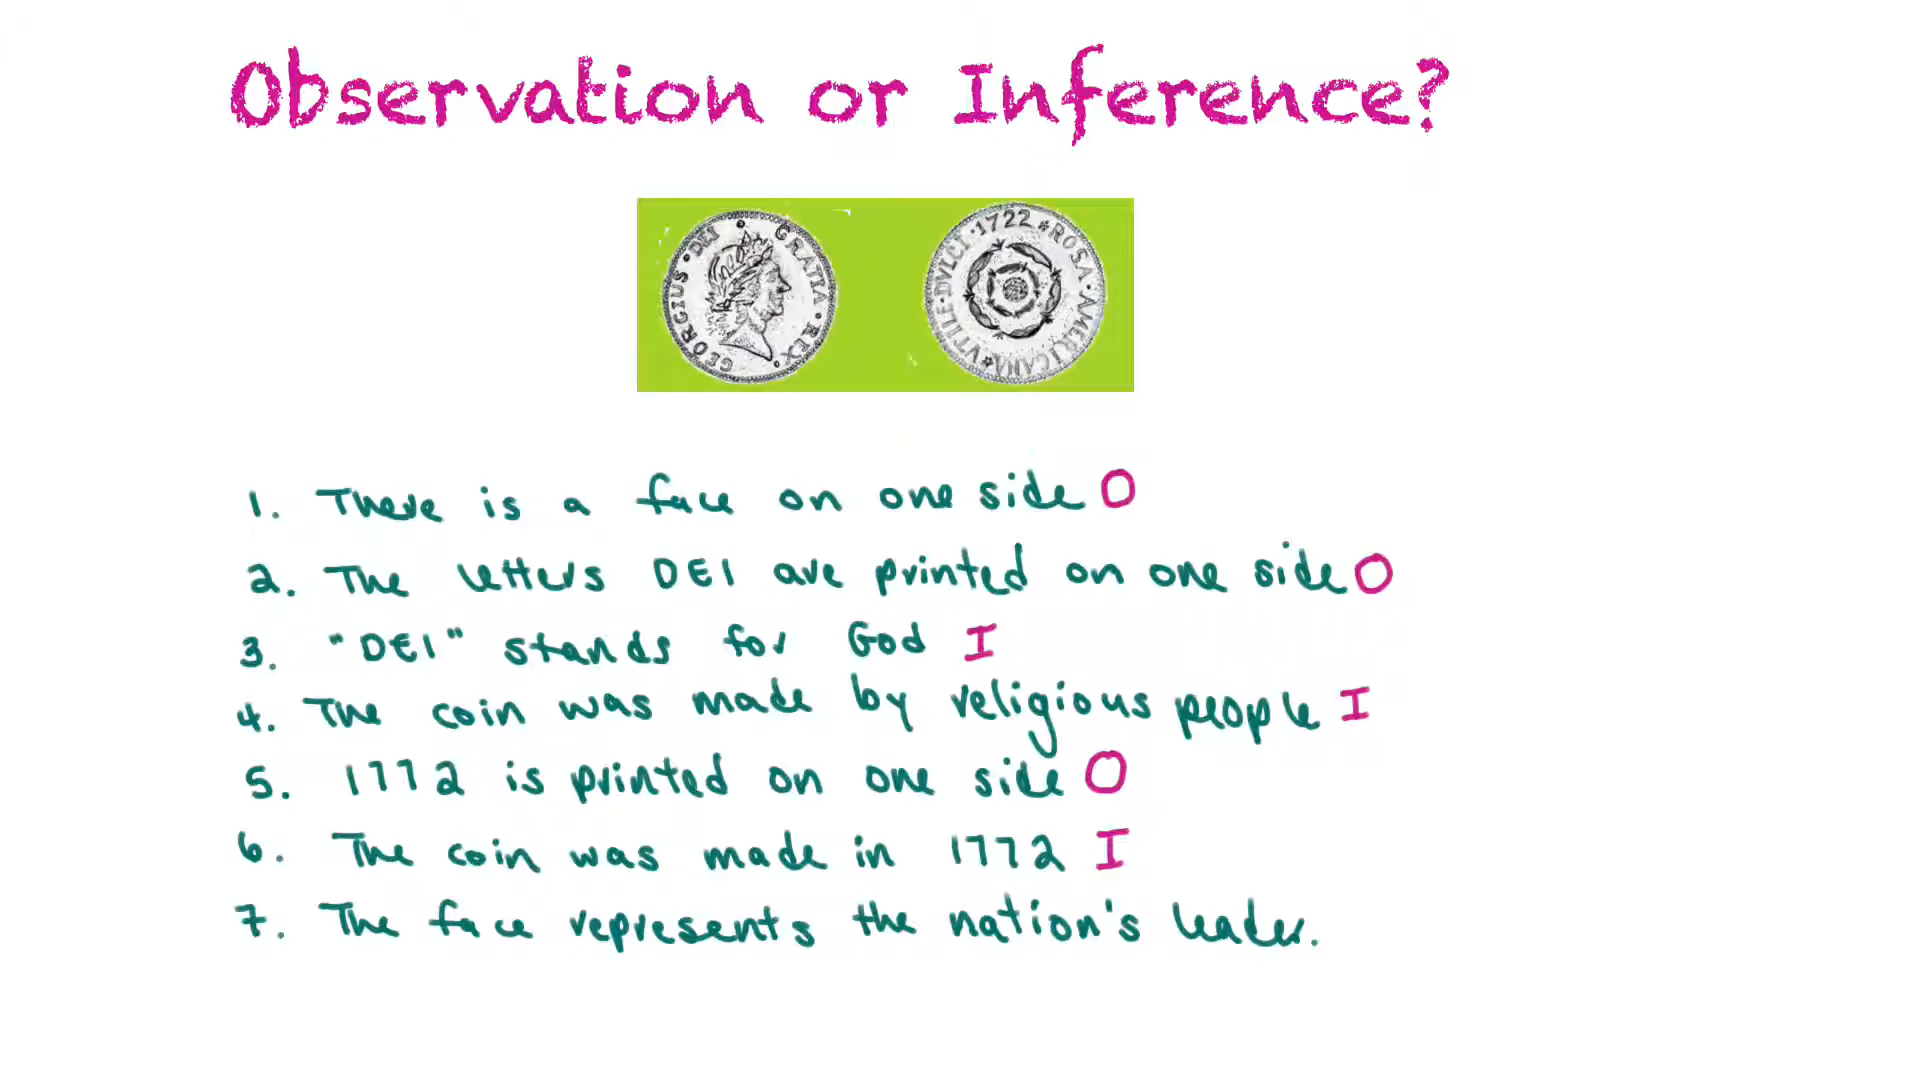 Observation or Inference?
GEORGIUS · DEI · GRATIA · REX ·
VTILE · DVLCI · 1722 * ROSA · AMERICANA *
1. There is a face on one side O
2. The letters DEI are printed on one side O
3. "DEI" stands for God I
4. The coin was made by religious people I
5. 1772 is printed on one side O
6. The coin was made in 1772 I
7. The face represents the nation's leader.